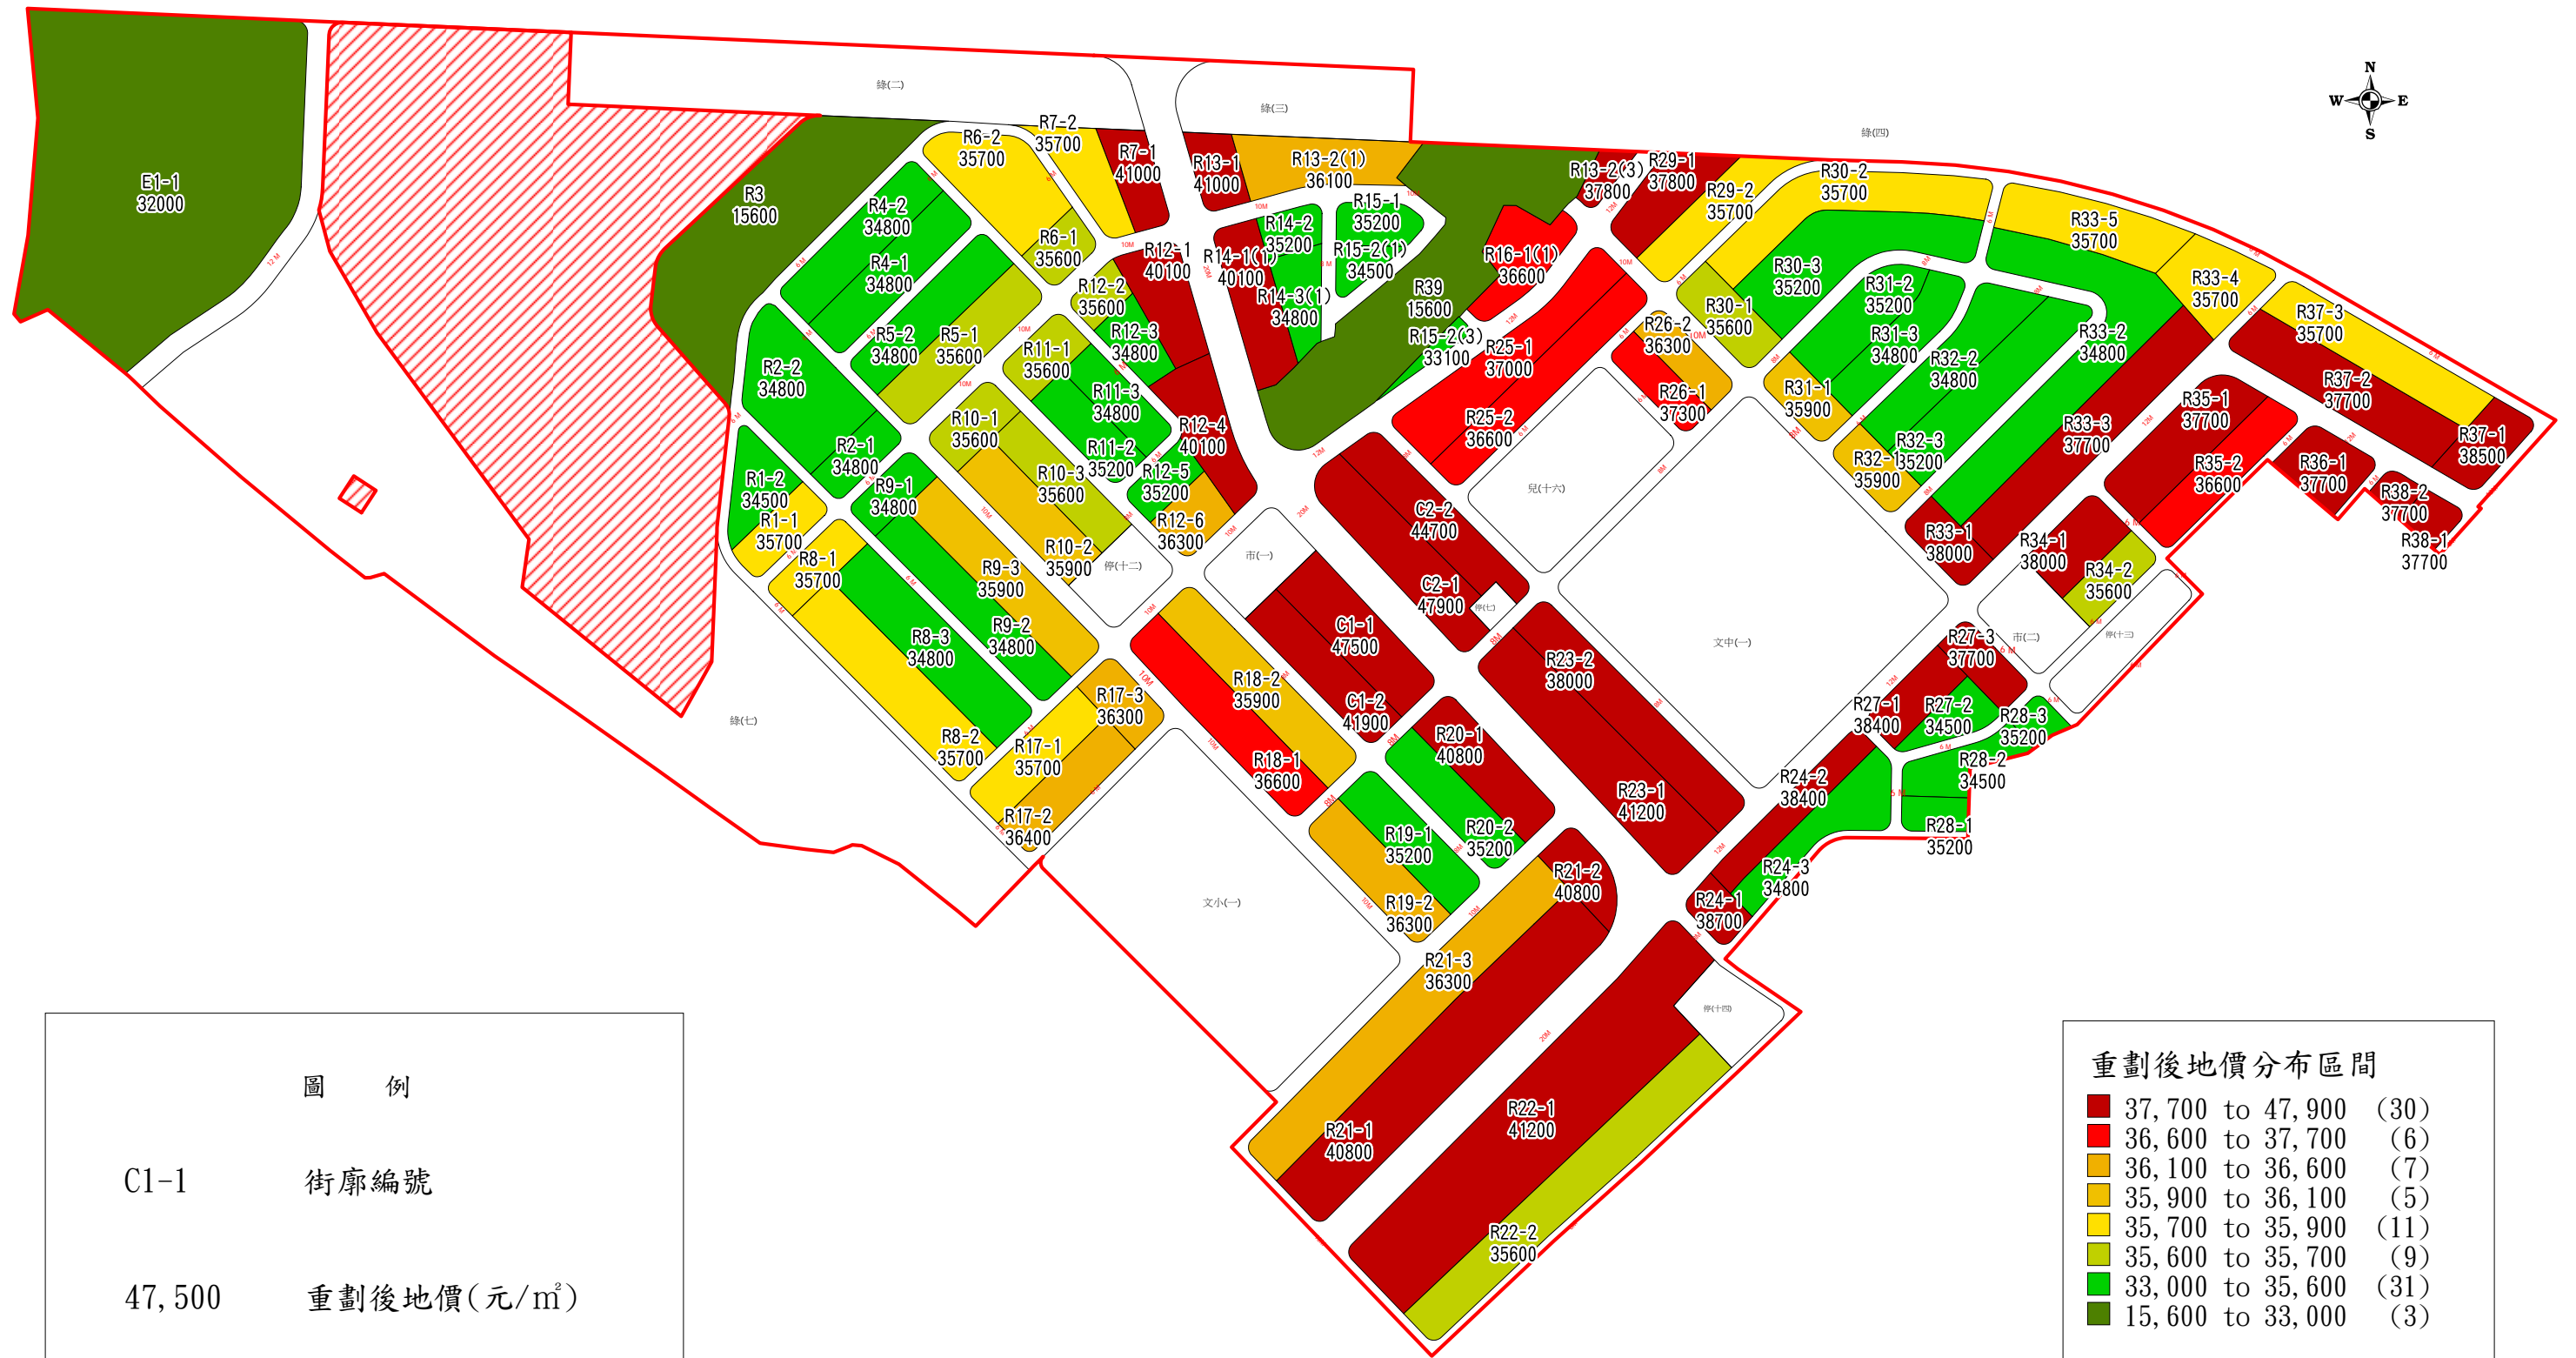 N
W E
S
綠(二)
綠(三)
綠(四)
E1-1
32000
12 M
R3
15600
R6-2
35700
R7-2
35700
R7-1
41000
R13-1
41000
R13-2(1)
36100
R13-2(3)
37800
R29-1
37800
R29-2
35700
R30-2
35700
R33-5
35700
R33-4
35700
R4-2
34800
R4-1
34800
R6-1
35600
R12-1
40100
R14-1(1)
40100
R14-2
35200
R15-1
35200
R15-2(1)
34500
R14-3(1)
34800
R39
15600
R16-1(1)
36600
R15-2(3)
33100
R30-3
35200
R30-1
35600
R31-2
35200
R31-3
34800
R33-2
34800
R37-3
35700
R37-2
37700
R37-1
38500
R5-2
34800
R5-1
35600
R12-2
35600
R12-3
34800
R11-1
35600
R11-3
34800
R11-2
35200
R12-4
40100
R12-5
35200
R12-6
36300
R25-1
37000
R25-2
36600
R26-2
36300
R26-1
37300
R31-1
35900
R32-2
34800
R32-3
35200
R32-1
35900
R33-3
37700
R33-1
38000
R35-1
37700
R35-2
36600
R36-1
37700
R38-2
37700
R38-1
37700
R2-2
34800
R2-1
34800
R1-2
34500
R1-1
35700
R10-1
35600
R10-3
35600
R10-2
35900
R9-1
34800
R9-3
35900
R9-2
34800
R8-1
35700
R8-3
34800
R8-2
35700
停(十二)
市(一)
兒(十六)
C2-2
44700
C2-1
47900
停(七)
文中(一)
R34-1
38000
R34-2
35600
市(二)
停(十三)
C1-1
47500
C1-2
41900
R17-3
36300
R17-1
35700
R17-2
36400
R18-2
35900
R18-1
36600
R23-2
38000
R23-1
41200
R20-1
40800
R20-2
35200
R19-1
35200
R19-2
36300
R27-3
37700
R27-1
38400
R27-2
34500
R28-3
35200
R28-2
34500
R28-1
35200
R24-2
38400
R24-3
34800
R24-1
38700
綠(七)
文小(一)
R21-2
40800
R21-3
36300
R21-1
40800
R22-1
41200
R22-2
35600
停(十四)
圖 例
C1-1 街廓編號
47,500 重劃後地價(元/㎡)
重劃後地價分布區間
37,700 to 47,900 (30)
36,600 to 37,700 (6)
36,100 to 36,600 (7)
35,900 to 36,100 (5)
35,700 to 35,900 (11)
35,600 to 35,700 (9)
33,000 to 35,600 (31)
15,600 to 33,000 (3)